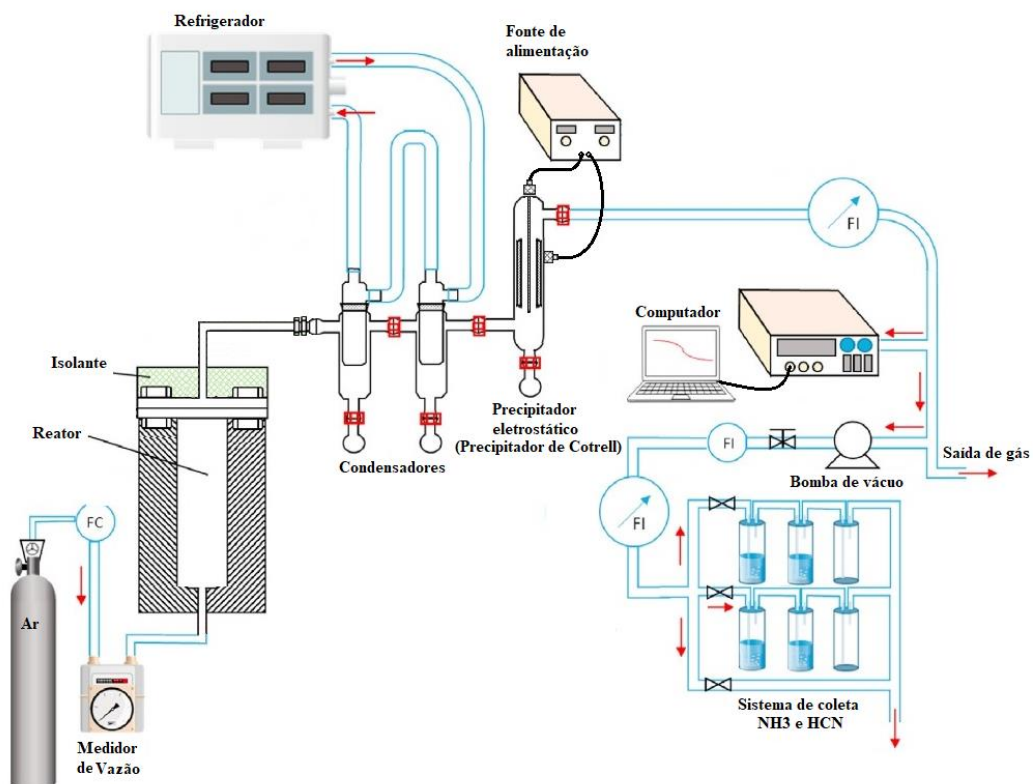 Refrigerador
Fonte de
alimentação
FI
Computador
Isolante
Reator
Condensadores
Precipitador
eletrostático
(Precipitador de Cotrell)
FI
Bomba de vácuo
Saída de gás
FI
FC
Ar
Medidor
de Vazão
Sistema de coleta
NH3 e HCN